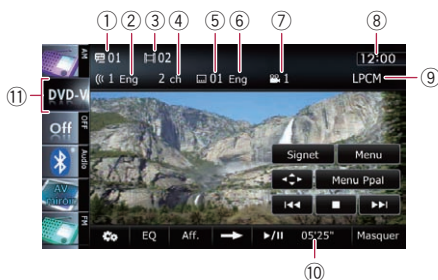 ① ② ③ ④ ⑤ ⑥ ⑦ ⑧
01 02 12:00
1 Eng 2 ch 01 Eng 1 LPCM ⑨
⑪ DVD-V
AM
OFF
Off
Audio
AV
miroir
FM
Signet Menu
Menu Ppal
EQ Aff. 05'25" Masquer
⑩